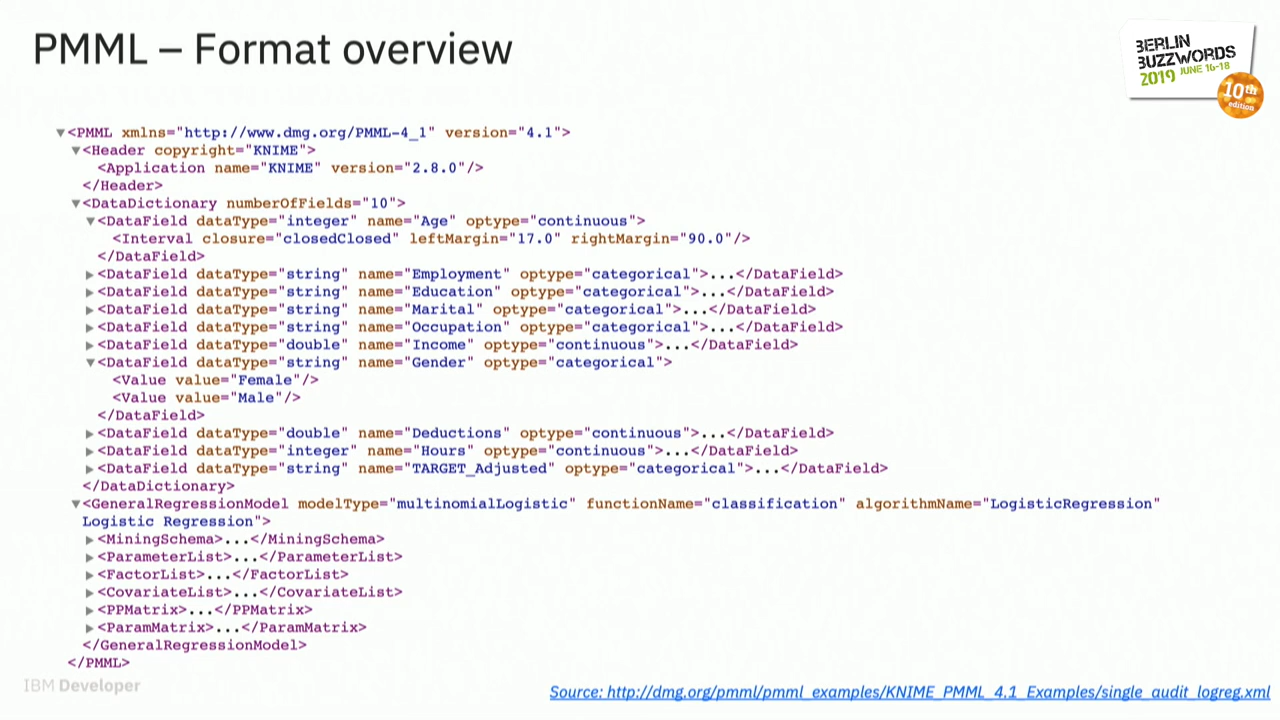 PMML – Format overview
BERLIN
BUZZWORDS
2019 JUNE 16-18
10th
edition
▼<PMML xmlns="http://www.dmg.org/PMML-4_1" version="4.1">
▼<Header copyright="KNIME">
<Application name="KNIME" version="2.8.0"/>
</Header>
▼<DataDictionary numberOfFields="10">
▼<DataField dataType="integer" name="Age" optype="continuous">
<Interval closure="closedClosed" leftMargin="17.0" rightMargin="90.0"/>
</DataField>
▶<DataField dataType="string" name="Employment" optype="categorical">...</DataField>
▶<DataField dataType="string" name="Education" optype="categorical">...</DataField>
▶<DataField dataType="string" name="Marital" optype="categorical">...</DataField>
▶<DataField dataType="string" name="Occupation" optype="categorical">...</DataField>
▶<DataField dataType="double" name="Income" optype="continuous">...</DataField>
▼<DataField dataType="string" name="Gender" optype="categorical">
<Value value="Female"/>
<Value value="Male"/>
</DataField>
▶<DataField dataType="double" name="Deductions" optype="continuous">...</DataField>
▶<DataField dataType="integer" name="Hours" optype="continuous">...</DataField>
▶<DataField dataType="string" name="TARGET_Adjusted" optype="categorical">...</DataField>
</DataDictionary>
▼<GeneralRegressionModel modelType="multinomialLogistic" functionName="classification" algorithmName="LogisticRegression"
Logistic Regression">
▶<MiningSchema>...</MiningSchema>
▶<ParameterList>...</ParameterList>
▶<FactorList>...</FactorList>
▶<CovariateList>...</CovariateList>
▶<PPMatrix>...</PPMatrix>
▶<ParamMatrix>...</ParamMatrix>
</GeneralRegressionModel>
</PMML>
IBM Developer
Source: http://dmg.org/pmml/pmml_examples/KNIME_PMML_4.1_Examples/single_audit_logreg.xml